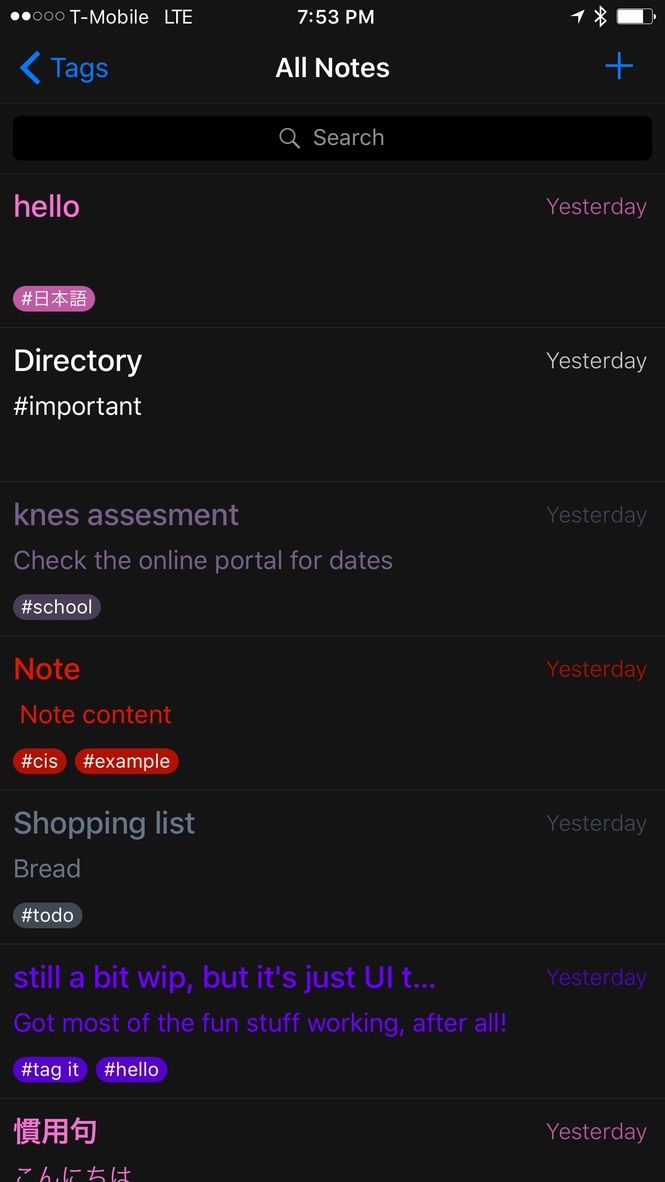 T-Mobile LTE 7:53 PM
Tags All Notes
Search
hello Yesterday
#日本語
Directory Yesterday
#important
knes assesment Yesterday
Check the online portal for dates
#school
Note Yesterday
Note content
#cis #example
Shopping list Yesterday
Bread
#todo
still a bit wip, but it's just UI t... Yesterday
Got most of the fun stuff working, after all!
#tag it #hello
慣用句 Yesterday
こんにちは